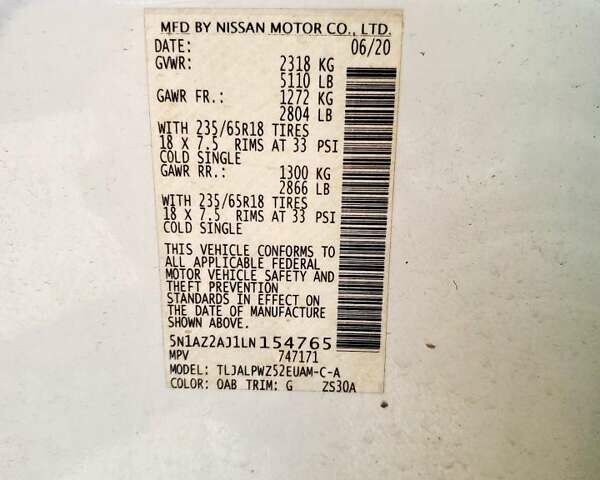 MFD BY NISSAN MOTOR CO., LTD.
DATE: 06/20
GVWR: 2318 KG
5110 LB
GAWR FR.: 1272 KG
2804 LB
WITH 235/65R18 TIRES
18 X 7.5 RIMS AT 33 PSI
COLD SINGLE
GAWR RR.: 1300 KG
2866 LB
WITH 235/65R18 TIRES
18 X 7.5 RIMS AT 33 PSI
COLD SINGLE
THIS VEHICLE CONFORMS TO
ALL APPLICABLE FEDERAL
MOTOR VEHICLE SAFETY AND
THEFT PREVENTION
STANDARDS IN EFFECT ON
THE DATE OF MANUFACTURE
SHOWN ABOVE.
5N1AZ2AJ1LN154765
MPV 747171
MODEL: TLJALPWZ52EUAM-C-A
COLOR: QAB TRIM: G ZS30A